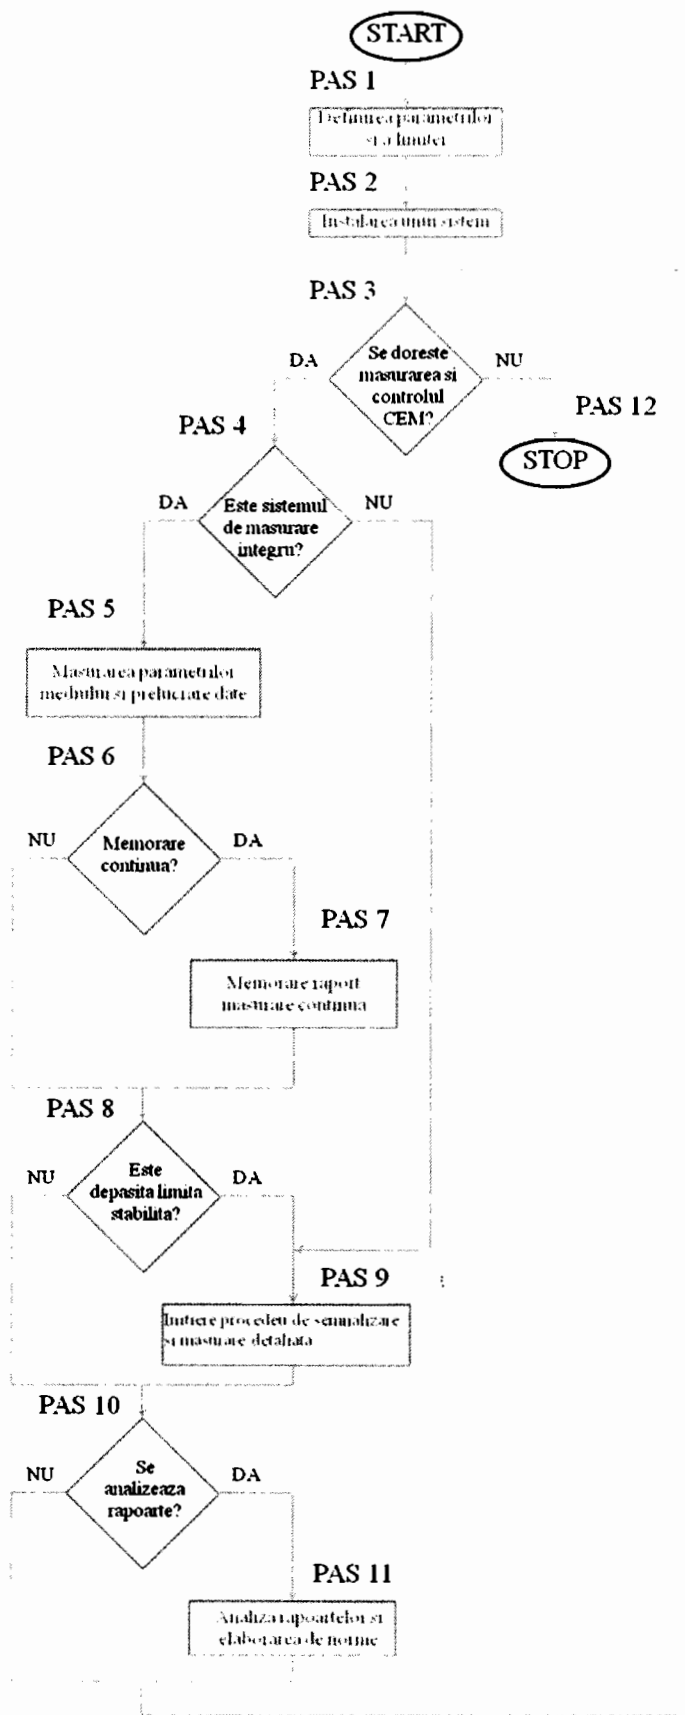 START
PAS 1
Definirea parametrilor
si a limitei
PAS 2
Instalarea unui sistem
PAS 3
Se doreste
masurarea si
controlul
CEM?
DA
NU
PAS 12
STOP
PAS 4
Este sistemul
de masurare
integru?
DA
NU
PAS 5
Masurarea parametrilor
mediului si prelucrare date
PAS 6
Memorare
continua?
NU
DA
PAS 7
Memorare raport
masurare continua
PAS 8
Este
depasita limita
stabilita?
NU
DA
PAS 9
Initiere procedeu de semnalizare
si masurare detaliata
PAS 10
Se
analizeaza
rapoarte?
NU
DA
PAS 11
Analiza rapoartelor si
elaborarea de norme